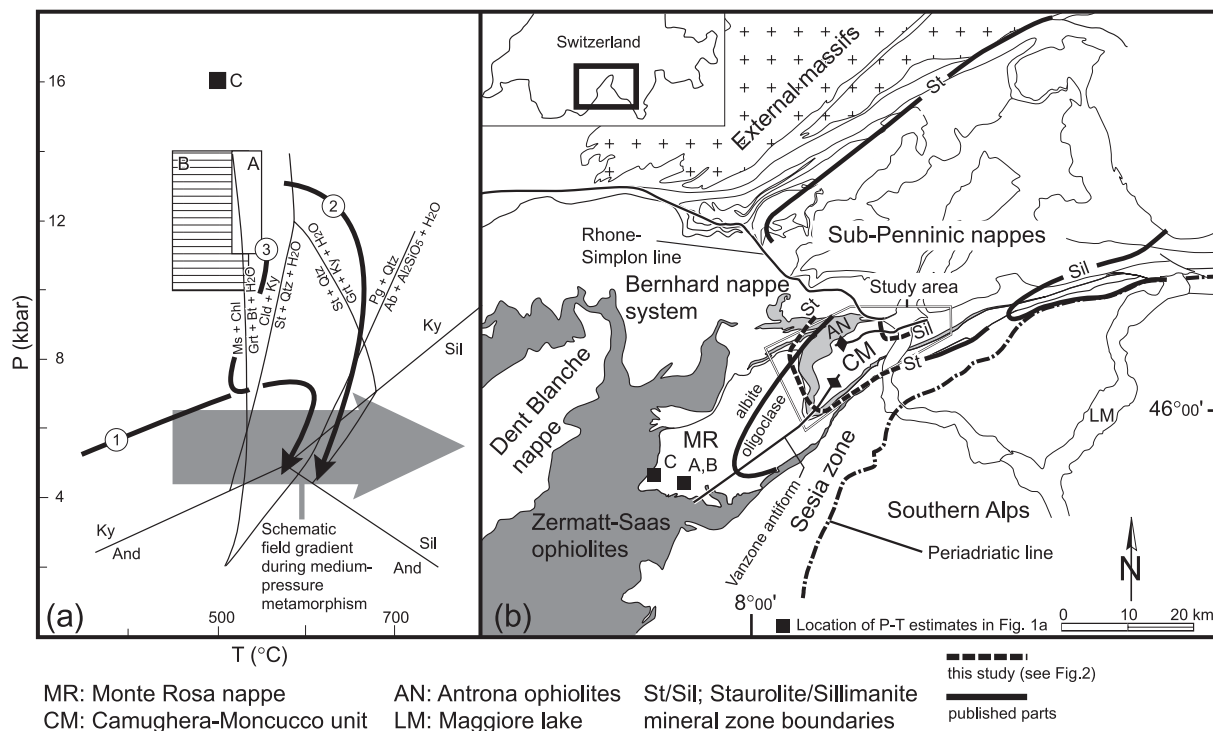 16
12
8
4
P (kbar)
C
B
A
2
3
1
Ms + Chl
Grt + Bt + H2O
Cld + Ky
St + Qtz + H2O
St + Qtz
Grt + Ky + H2O
Pg + Qtz
Ab + Al2SiO5 + H2O
Ky
Sil
Ky
And
Sil
And
Schematic
field gradient
during medium-
pressure
metamorphism
(a)
500
700
T (°C)
Switzerland
External massifs
St
Rhone-
Simplon line
Sub-Penninic nappes
Bernhard nappe
system
Study area
Sil
St
AN
Sil
CM
St
Dent Blanche
nappe
albite
oligoclase
MR
C
A,B
LM
46°00'
Zermatt-Saas
ophiolites
Vanzone antiform
Sesia zone
Southern Alps
Periadriatic line
N
(b)
8°00'
0 10 20 km
Location of P-T estimates in Fig. 1a
MR: Monte Rosa nappe
CM: Camughera-Moncucco unit
AN: Antrona ophiolites
LM: Maggiore lake
St/Sil; Staurolite/Sillimanite
mineral zone boundaries
this study (see Fig.2)
published parts